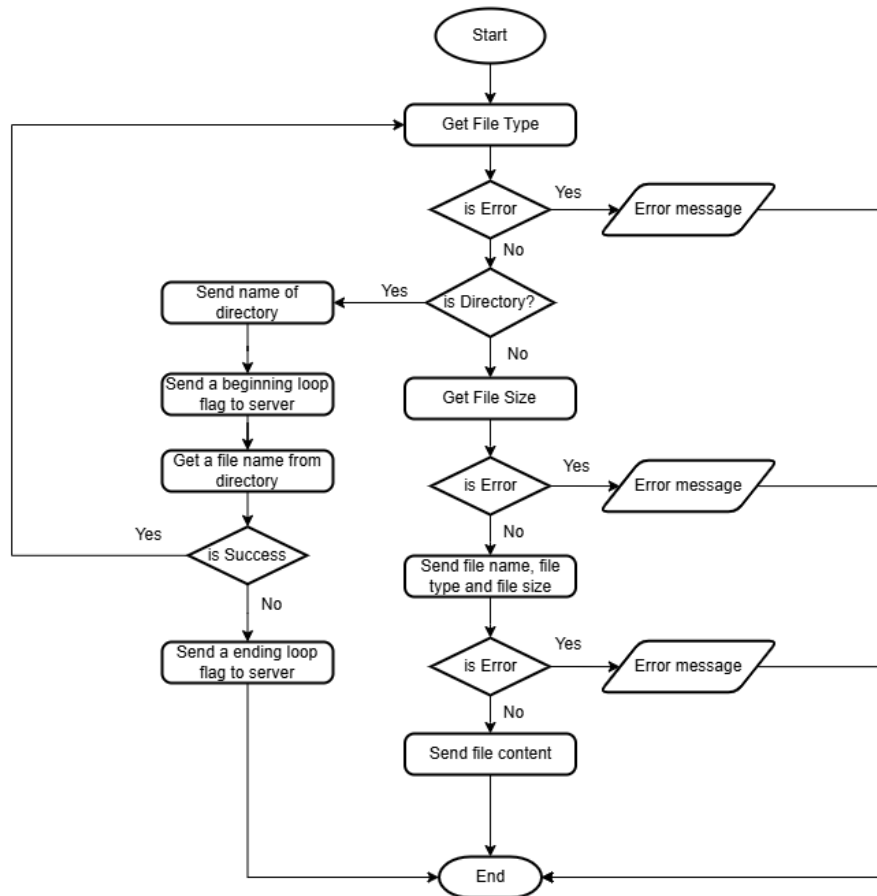 Start
Get File Type
is Error
Yes
Error message
No
is Directory?
Yes
Send name of
directory
No
Send a beginning loop
flag to server
Get File Size
Get a file name from
directory
is Error
Yes
Error message
No
is Success
Yes
No
Send file name, file
type and file size
Send a ending loop
flag to server
is Error
Yes
Error message
No
Send file content
End